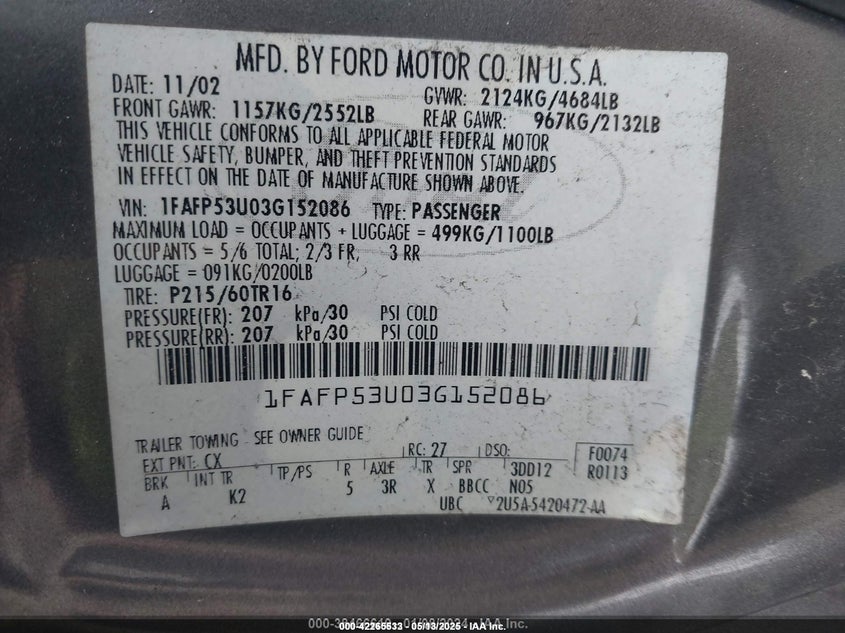 MFD. BY FORD MOTOR CO. IN U.S.A.
DATE: 11/02 GVWR: 2124KG/4684LB
FRONT GAWR: 1157KG/2552LB REAR GAWR: 967KG/2132LB
THIS VEHICLE CONFORMS TO ALL APPLICABLE FEDERAL MOTOR
VEHICLE SAFETY, BUMPER, AND THEFT PREVENTION STANDARDS
IN EFFECT ON THE DATE OF MANUFACTURE SHOWN ABOVE.
VIN: 1FAFP53U03G152086 TYPE: PASSENGER
MAXIMUM LOAD = OCCUPANTS + LUGGAGE = 499KG/1100LB
OCCUPANTS = 5/6 TOTAL; 2/3 FR, 3 RR
LUGGAGE = 091KG/0200LB
TIRE: P215/60TR16
PRESSURE(FR): 207 kPa/30 PSI COLD
PRESSURE(RR): 207 kPa/30 PSI COLD
1FAFP53U03G152086
TRAILER TOWING - SEE OWNER GUIDE
EXT PNT: CX RC: 27 DSO: F0074
BRK INT TR TP/PS R AXLE TR SPR 3DD12 R0113
A K2 5 3R X BBCC N05
UBC 2U5A-5420472-AA
000-42265633 - 05/13/2025 - IAA Inc.